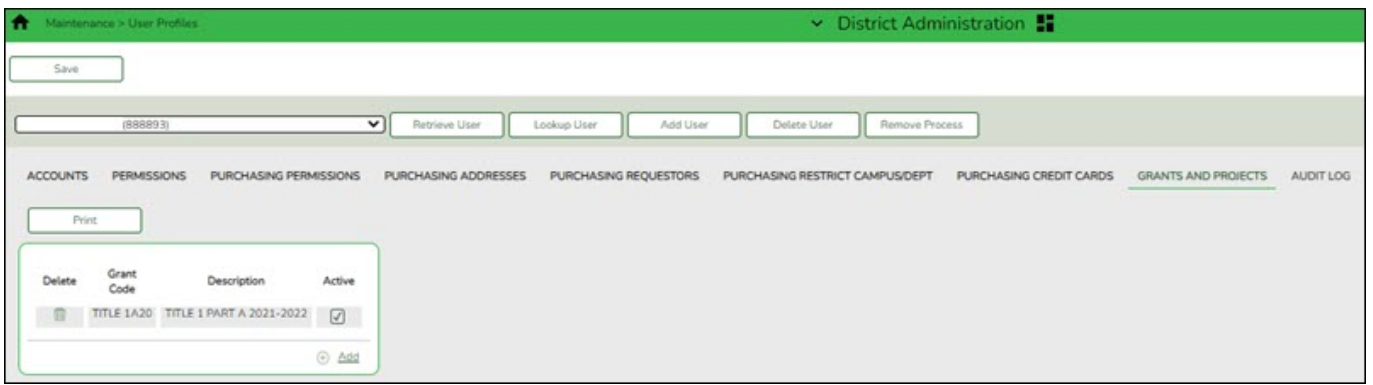 Maintenance > User Profiles
District Administration
Save
(888893)
Retrieve User
Lookup User
Add User
Delete User
Remove Process
ACCOUNTS
PERMISSIONS
PURCHASING PERMISSIONS
PURCHASING ADDRESSES
PURCHASING REQUESTORS
PURCHASING RESTRICT CAMPUS/DEPT
PURCHASING CREDIT CARDS
GRANTS AND PROJECTS
AUDIT LOG
Print
Delete
Grant
Code
Description
Active
TITLE 1A20
TITLE 1 PART A 2021-2022
Add